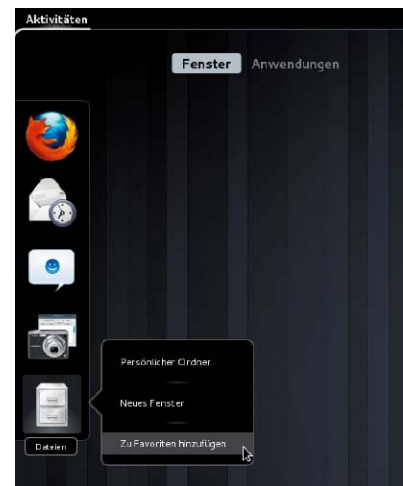 Aktivitäten
Fenster Anwendungen
Persönlicher Ordner
Neues Fenster
Zu Favoriten hinzufügen
Dateien